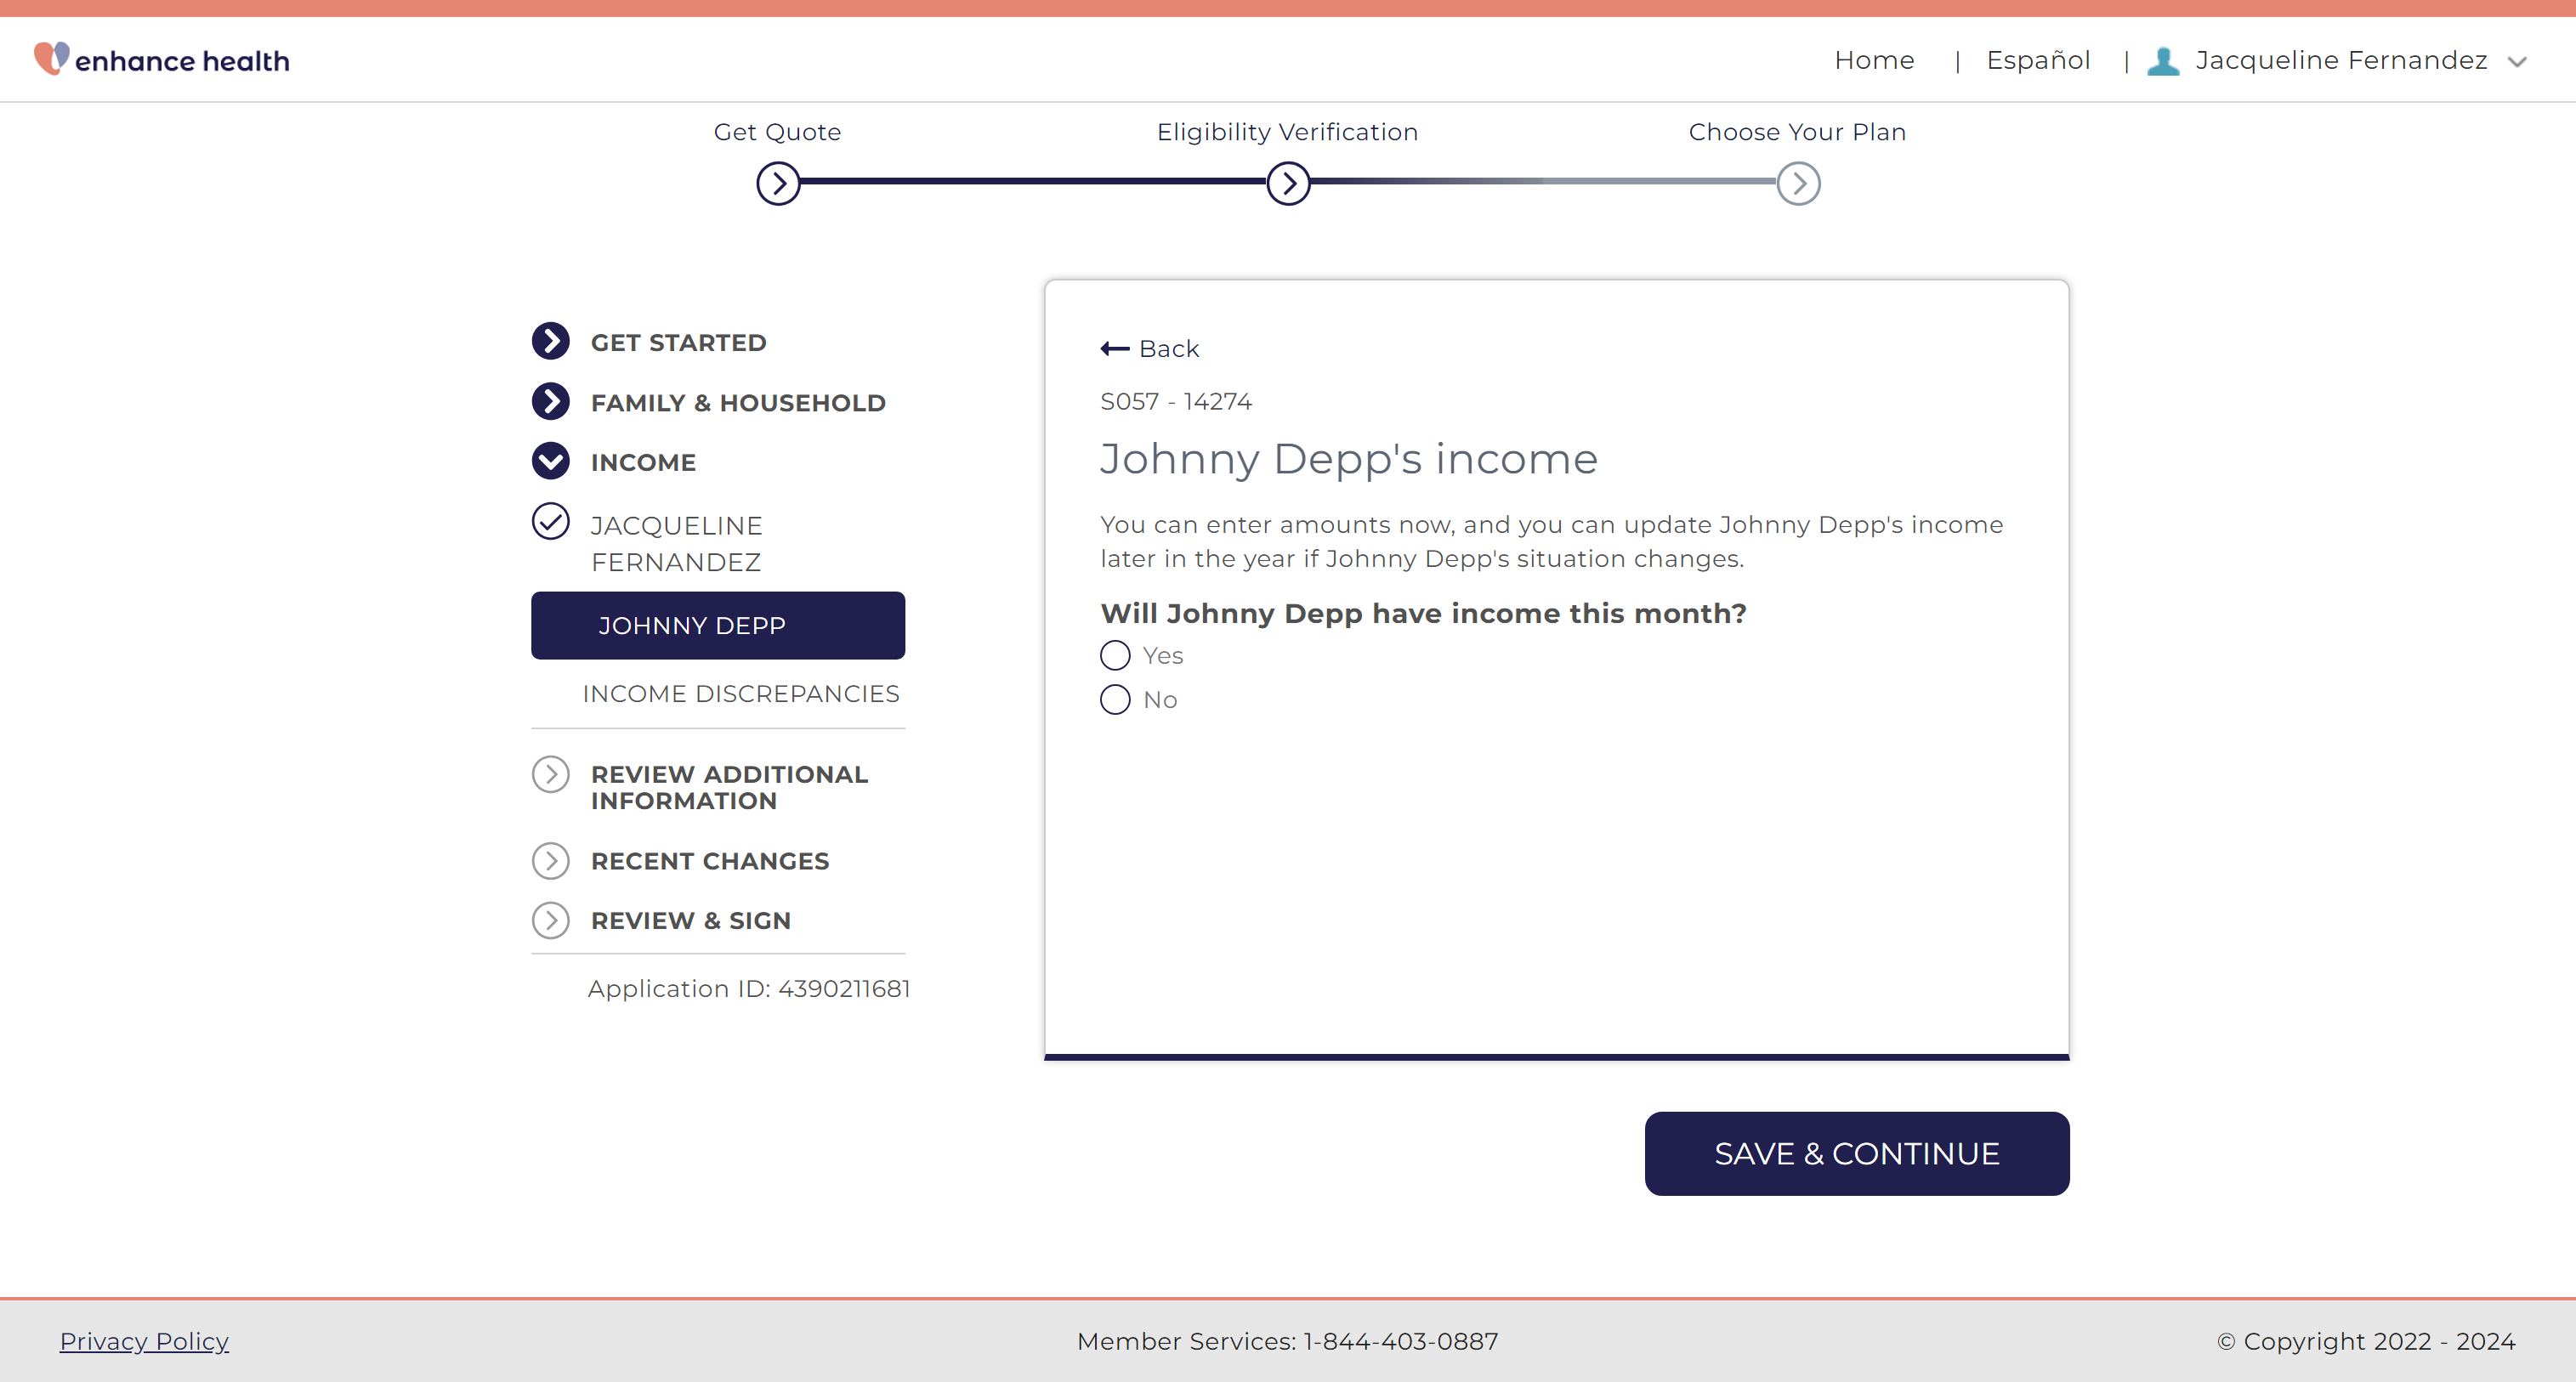 enhance health
Home | Español | Jacqueline Fernandez
Get Quote
Eligibility Verification
Choose Your Plan
GET STARTED
FAMILY & HOUSEHOLD
INCOME
JACQUELINE
FERNANDEZ
JOHNNY DEPP
INCOME DISCREPANCIES
REVIEW ADDITIONAL
INFORMATION
RECENT CHANGES
REVIEW & SIGN
Application ID: 4390211681
Back
S057 - 14274
Johnny Depp's income
You can enter amounts now, and you can update Johnny Depp's income
later in the year if Johnny Depp's situation changes.
Will Johnny Depp have income this month?
Yes
No
SAVE & CONTINUE
Privacy Policy
Member Services: 1-844-403-0887
© Copyright 2022 - 2024